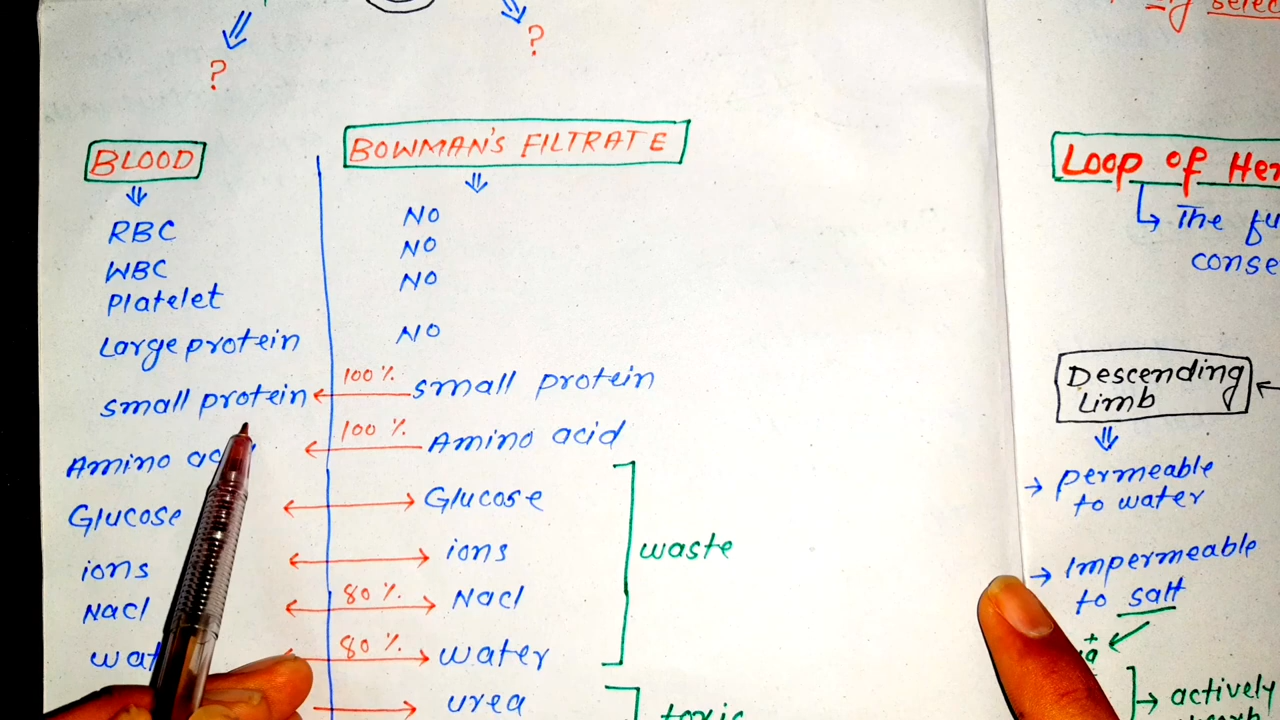 ?
?
BLOOD
BOWMAN'S FILTRATE
RBC
NO
WBC
NO
Platelet
NO
Large protein
NO
small protein
100%
small protein
Amino
100%
Amino acid
Glucose
Glucose
ions
ions
Nacl
80%
Nacl
80%
water
waste
urea
toxic
Loop of
The
Descending
Limb
permeable
to water
Impermeable
to salt
actively